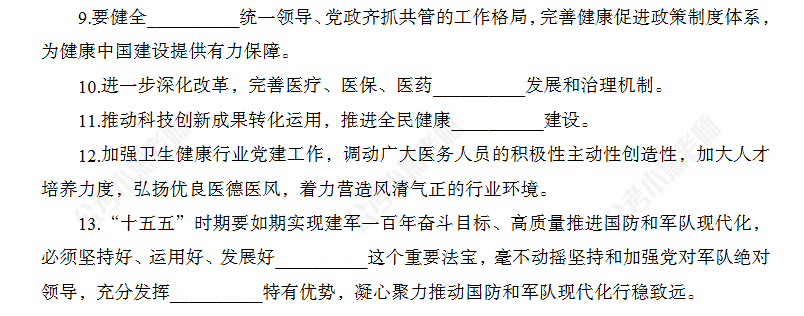 9.要健全__________统一领导、党政齐抓共管的工作格局，完善健康促进政策制度体系，
为健康中国建设提供有力保障。
10.进一步深化改革，完善医疗、医保、医药__________发展和治理机制。
11.推动科技创新成果转化运用，推进全民健康__________建设。
12.加强卫生健康行业党建工作，调动广大医务人员的积极性主动性创造性，加大人才
培养力度，弘扬优良医德医风，着力营造风清气正的行业环境。
13.“十五五”时期要如期实现建军一百年奋斗目标、高质量推进国防和军队现代化，
必须坚持好、运用好、发展好__________这个重要法宝，毫不动摇坚持和加强党对军队绝对
领导，充分发挥__________特有优势，凝心聚力推动国防和军队现代化行稳致远。